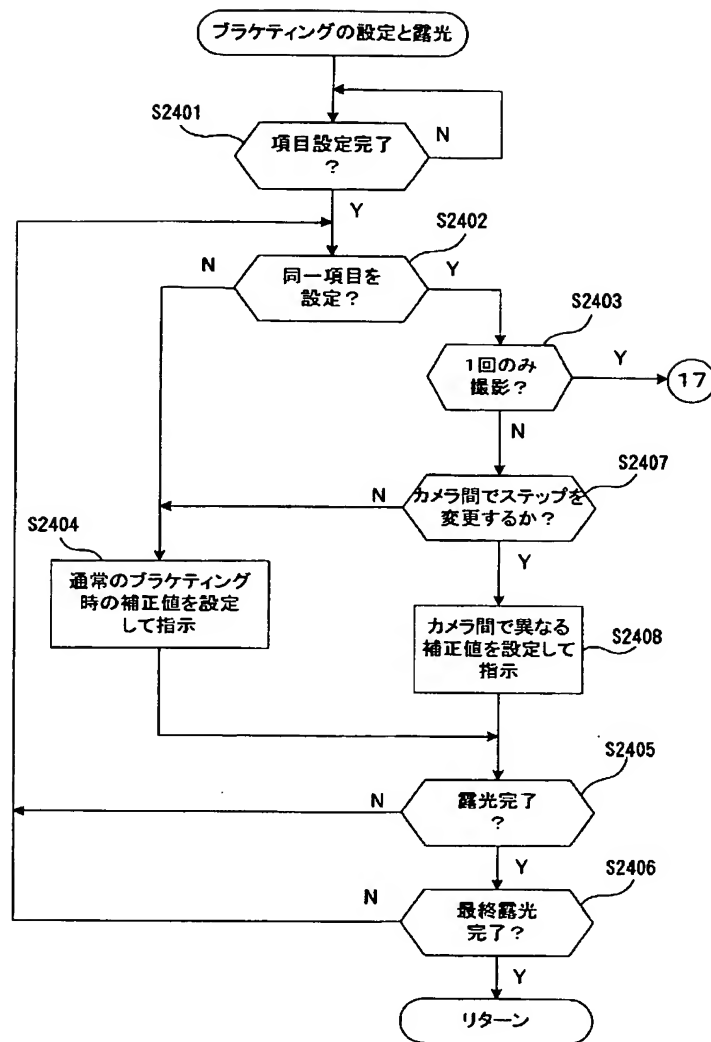 ブラケティングの設定と露光
S2401
項目設定完了
?
N
Y
S2402
同一項目を
設定?
N
Y
S2403
1回のみ
撮影?
Y
17
N
S2407
カメラ間でステップを
変更するか?
N
Y
S2404
通常のブラケティング
時の補正値を設定
して指示
カメラ間で異なる
補正値を設定して
指示
S2408
S2405
露光完了
?
N
Y
S2406
最終露光
完了?
N
Y
リターン